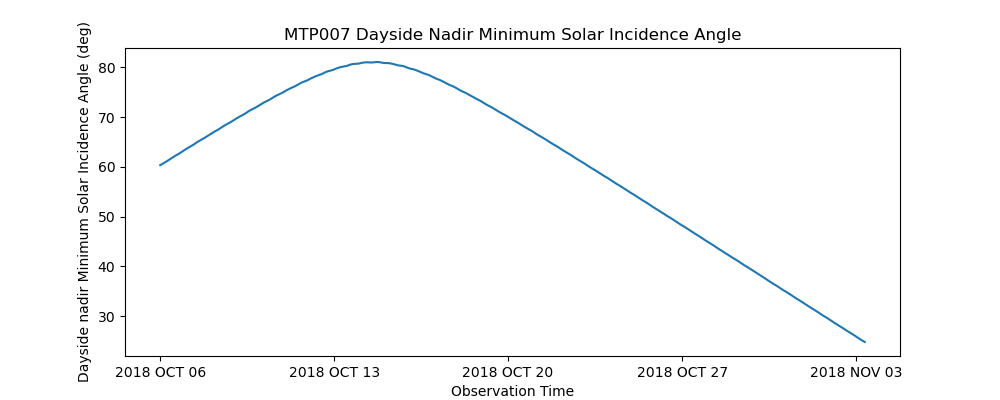 MTP007 Dayside Nadir Minimum Solar Incidence Angle
Dayside nadir Minimum Solar Incidence Angle (deg)
80
70
60
50
40
30
2018 OCT 06
2018 OCT 13
2018 OCT 20
2018 OCT 27
2018 NOV 03
Observation Time